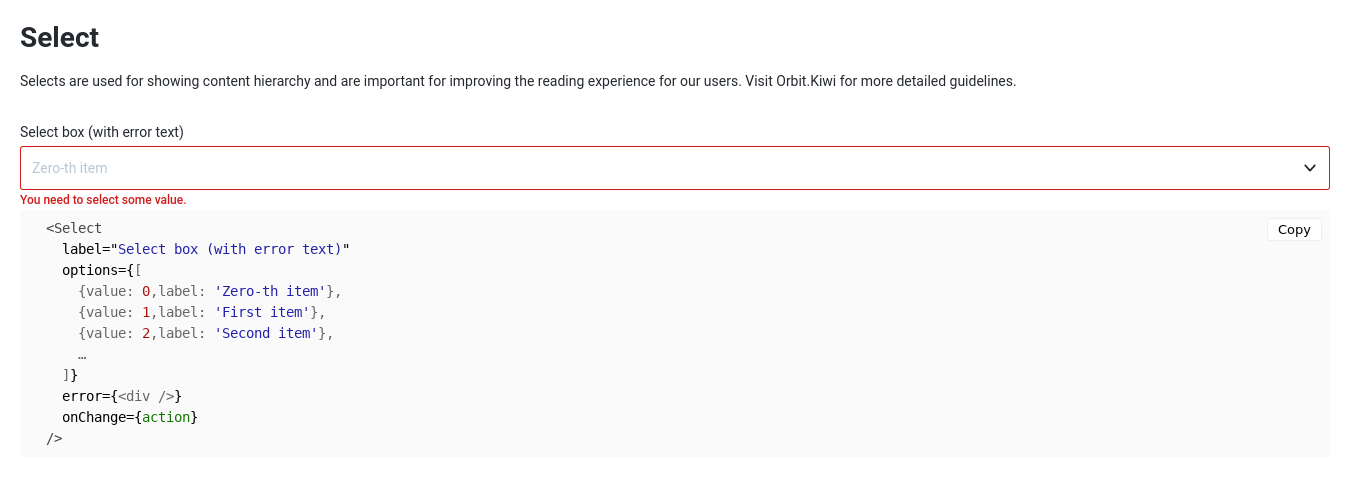 Select
Selects are used for showing content hierarchy and are important for improving the reading experience for our users. Visit Orbit.Kiwi for more detailed guidelines.
Select box (with error text)
Zero-th item
You need to select some value.
Copy
<Select
  label="Select box (with error text)"
  options={[
    {value: 0,label: 'Zero-th item'},
    {value: 1,label: 'First item'},
    {value: 2,label: 'Second item'},
    …
  ]}
  error={<div />}
  onChange={action}
/>